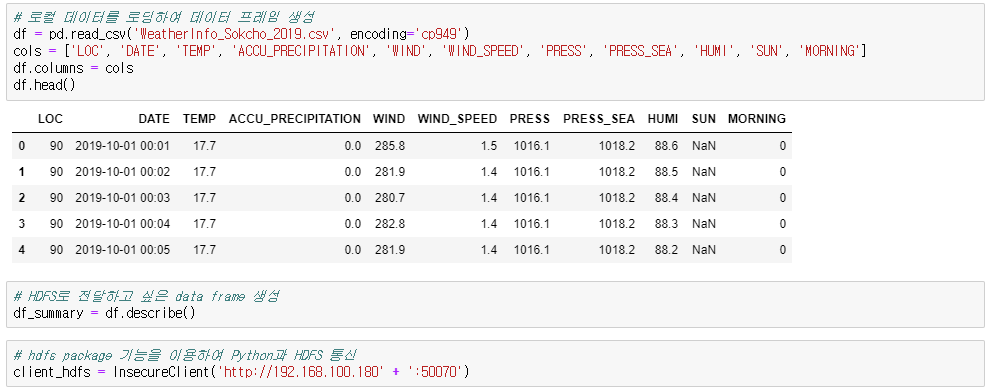 # 로컬 데이터를 로딩하여 데이터 프레임 생성
df = pd.read_csv('WeatherInfo_Sokcho_2019.csv', encoding='cp949')
cols = ['LOC', 'DATE', 'TEMP', 'ACCU_PRECIPITATION', 'WIND', 'WIND_SPEED', 'PRESS', 'PRESS_SEA', 'HUMI', 'SUN', 'MORNING']
df.columns = cols
df.head()
LOC DATE TEMP ACCU_PRECIPITATION WIND WIND_SPEED PRESS PRESS_SEA HUMI SUN MORNING
0 90 2019-10-01 00:01 17.7 0.0 285.8 1.5 1016.1 1018.2 88.6 NaN 0
1 90 2019-10-01 00:02 17.7 0.0 281.9 1.4 1016.1 1018.2 88.5 NaN 0
2 90 2019-10-01 00:03 17.7 0.0 280.7 1.4 1016.1 1018.2 88.4 NaN 0
3 90 2019-10-01 00:04 17.7 0.0 282.8 1.4 1016.1 1018.2 88.3 NaN 0
4 90 2019-10-01 00:05 17.7 0.0 281.9 1.4 1016.1 1018.2 88.2 NaN 0
# HDFS로 전달하고 싶은 data frame 생성
df_summary = df.describe()
# hdfs package 기능을 이용하여 Python과 HDFS 통신
client_hdfs = InsecureClient('http://192.168.100.180' + ':50070')